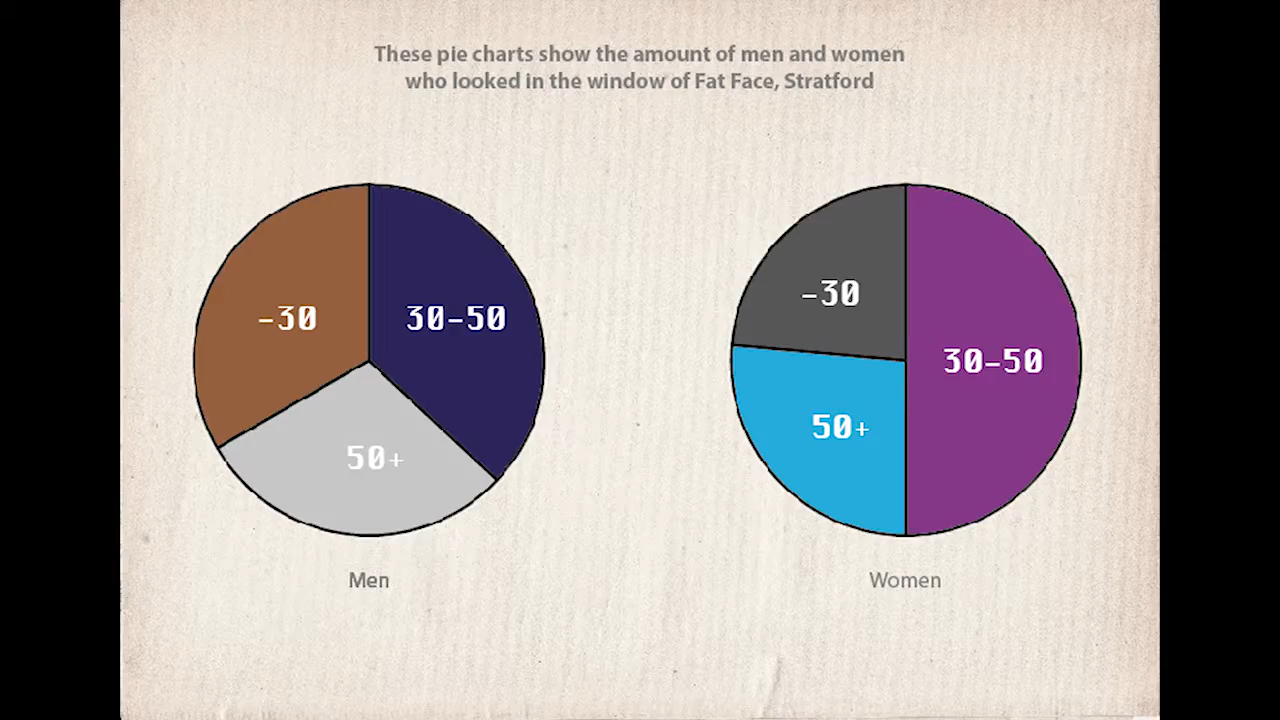 These pie charts show the amount of men and women
who looked in the window of Fat Face, Stratford
-30
30-50
50+
Men
-30
30-50
50+
Women